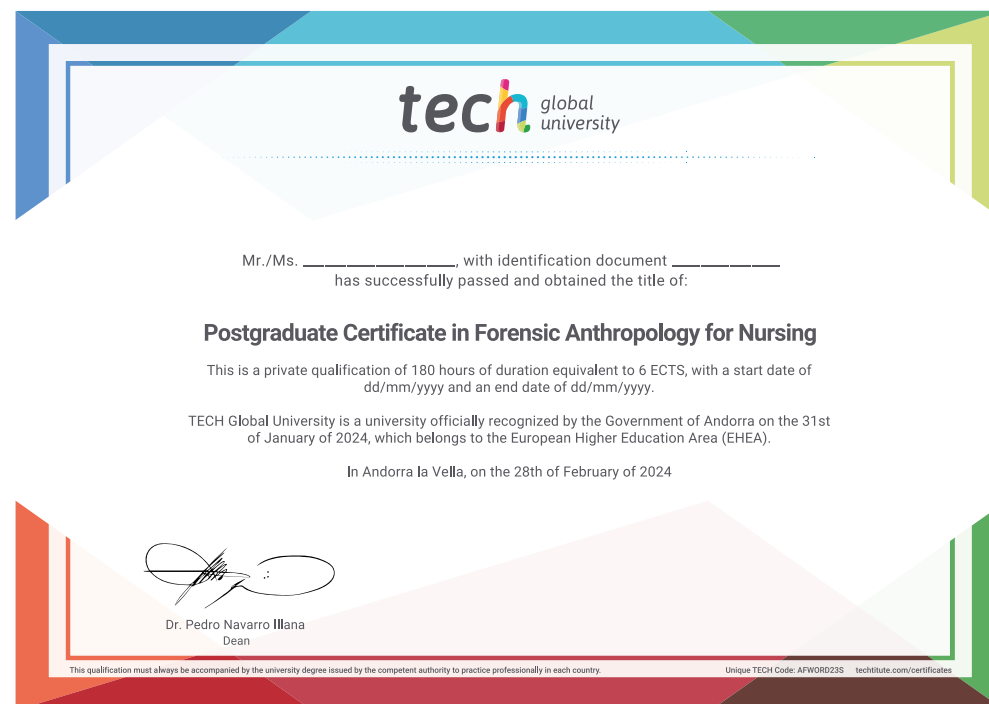 tech global
university
Mr./Ms. ________________, with identification document ____________
has successfully passed and obtained the title of:
Postgraduate Certificate in Forensic Anthropology for Nursing
This is a private qualification of 180 hours of duration equivalent to 6 ECTS, with a start date of
dd/mm/yyyy and an end date of dd/mm/yyyy.
TECH Global University is a university officially recognized by the Government of Andorra on the 31st
of January of 2024, which belongs to the European Higher Education Area (EHEA).
In Andorra la Vella, on the 28th of February of 2024
Dr. Pedro Navarro Illana
Dean
This qualification must always be accompanied by the university degree issued by the competent authority to practice professionally in each country. Unique TECH Code: AFWORD23S techtitute.com/certificates